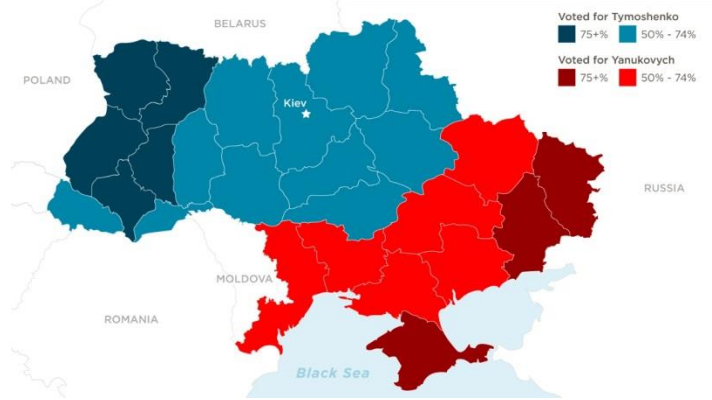 BELARUS
Voted for Tymoshenko
75+% 50% - 74%
Voted for Yanukovych
75+% 50% - 74%
POLAND
Kiev
RUSSIA
MOLDOVA
ROMANIA
Black Sea